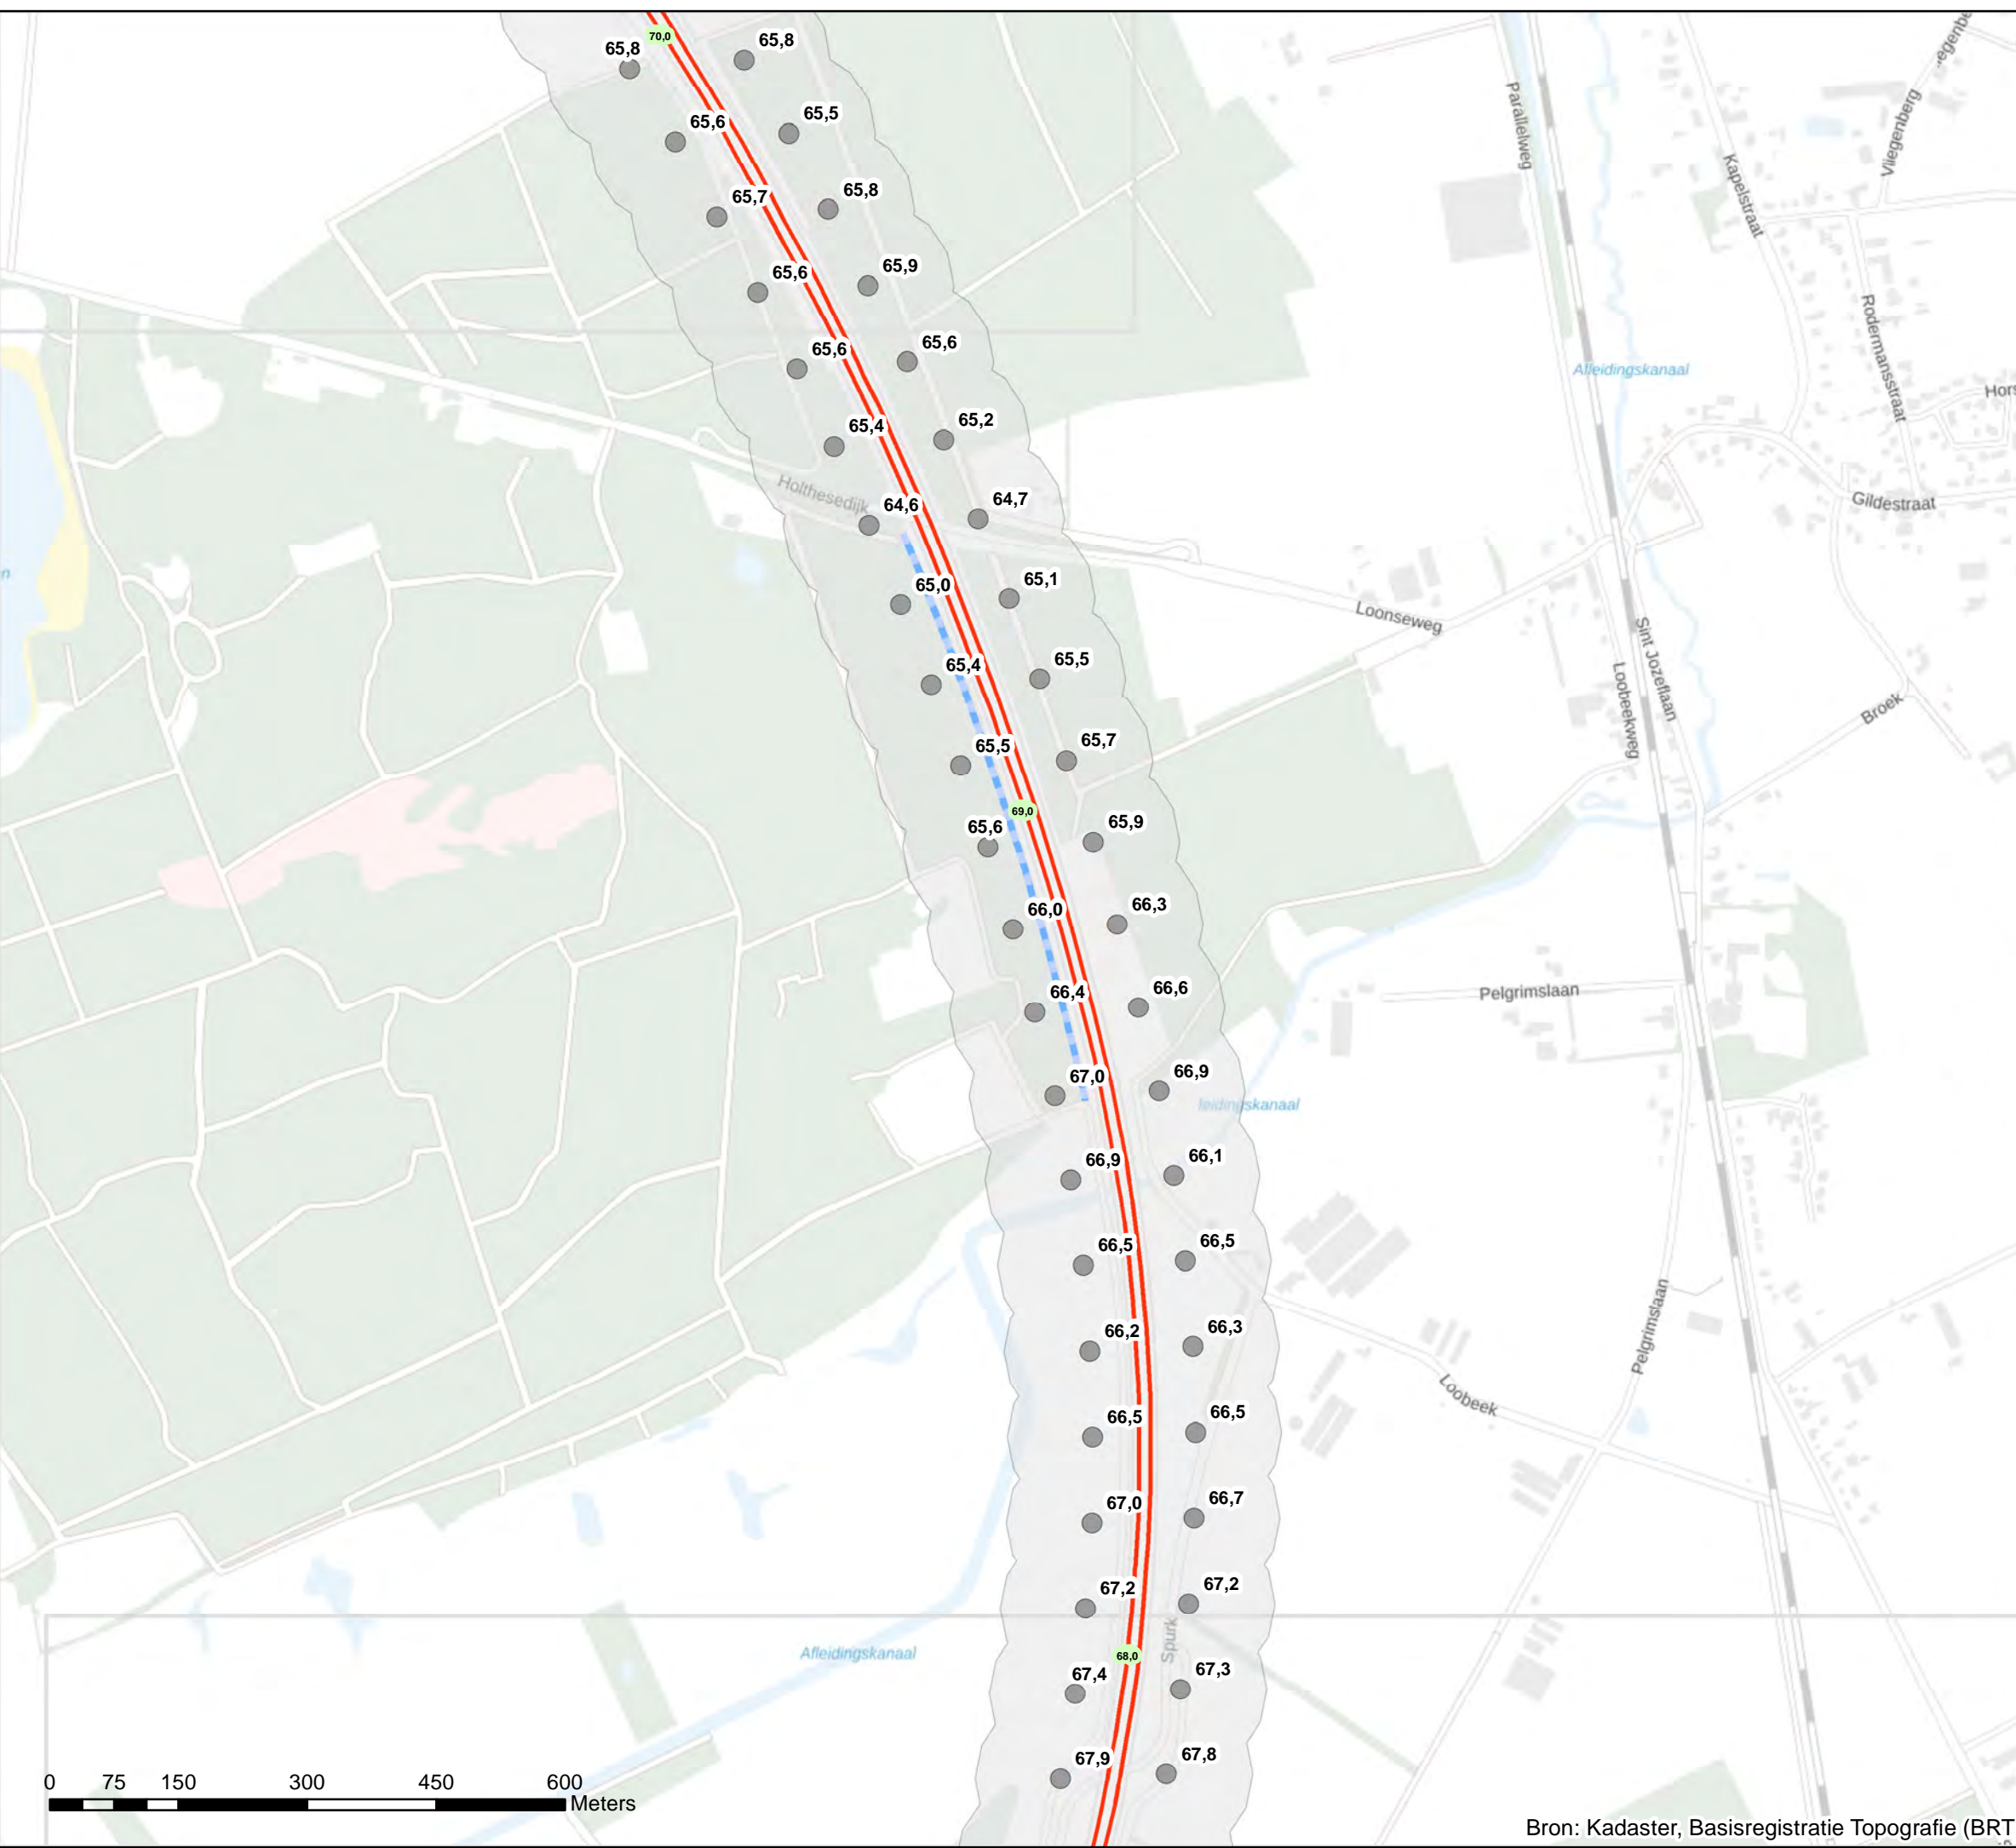 70,0
65,8
65,8
65,5
65,6
65,8
65,7
65,9
65,6
65,6
65,6
65,2
65,4
64,7
64,6
65,1
65,0
65,5
65,4
65,7
65,5
69,0
65,9
65,6
66,3
66,0
66,6
66,4
66,9
67,0
66,1
66,9
66,5
66,5
66,3
66,2
66,5
66,5
66,7
67,0
67,2
67,2
68,0
67,3
67,4
67,8
67,9
Parallelweg
Kapelstraat
Vliegenberg
Rodermansstraat
Afleidingskanaal
Gildestraat
Holthesedijk
Loonseweg
Sint Jozeflaan
Loobeekweg
Broek
Pelgrimslaan
leidingskanaal
Pelgrimslaan
Loobeek
Spurk
Afleidingskanaal
0 75 150 300 450 600
Meters
Bron: Kadaster, Basisregistratie Topografie (BRT